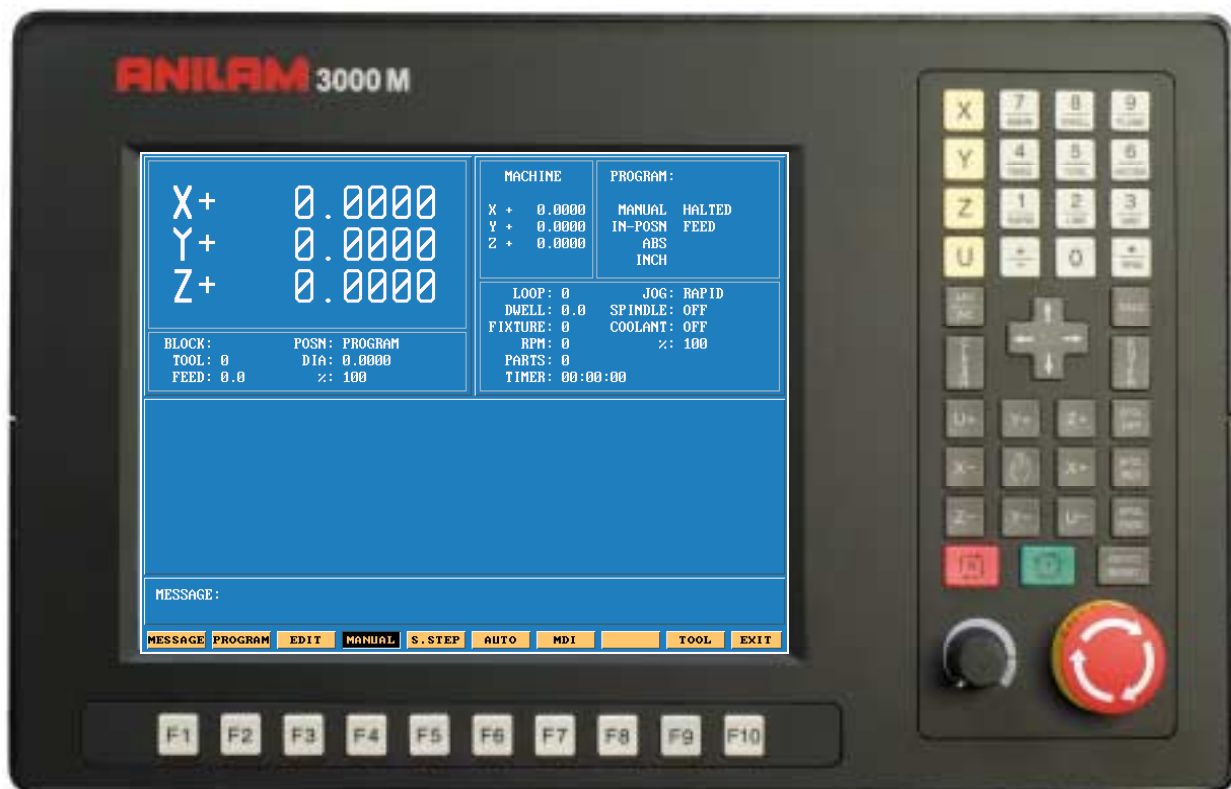 ANILAM 3000 M
X+ 0.0000
Y+ 0.0000
Z+ 0.0000
BLOCK: POSN: PROGRAM
TOOL: 0 DIA: 0.0000
FEED: 0.0 %: 100
MACHINE
X + 0.0000
Y + 0.0000
Z + 0.0000
PROGRAM:
MANUAL HALTED
IN-POSN FEED
ABS
INCH
LOOP: 0 JOG: RAPID
DWELL: 0.0 SPINDLE: OFF
FIXTURE: 0 COOLANT: OFF
RPM: 0 %: 100
PARTS: 0
TIMER: 00:00:00
MESSAGE:
MESSAGE PROGRAM EDIT MANUAL S.STEP AUTO MDI TOOL EXIT
F1 F2 F3 F4 F5 F6 F7 F8 F9 F10
X 7 8 9
Y 4 5 6
Z 1 2 3
U 0
U+ Y+ Z+
X- X+
Z- Y- U-